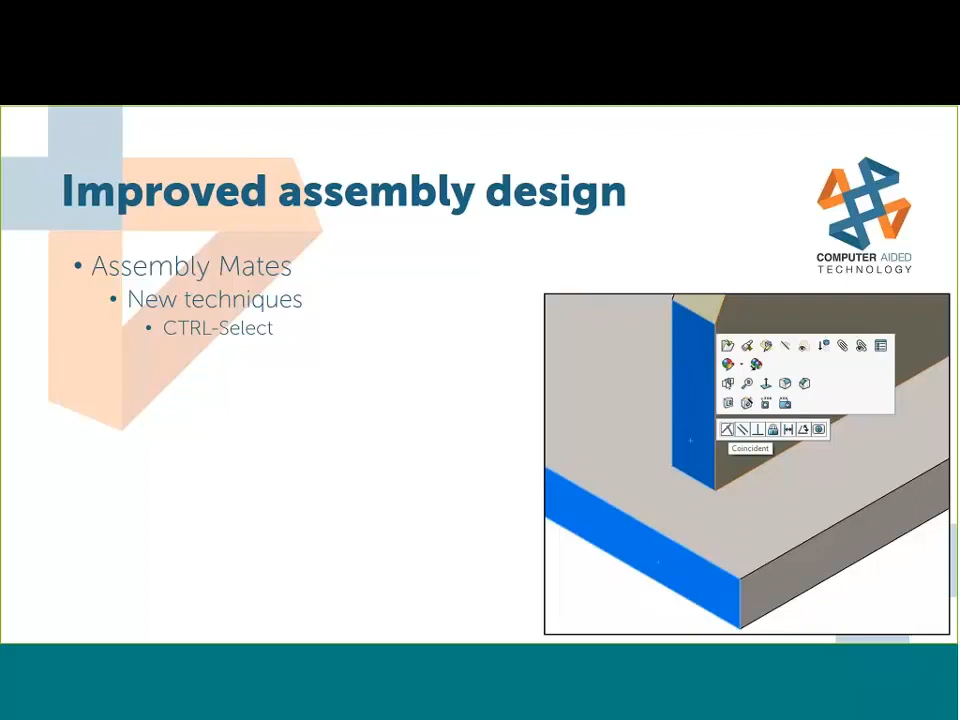 Improved assembly design
COMPUTER AIDED
TECHNOLOGY
• Assembly Mates
• New techniques
• CTRL-Select
Coincident